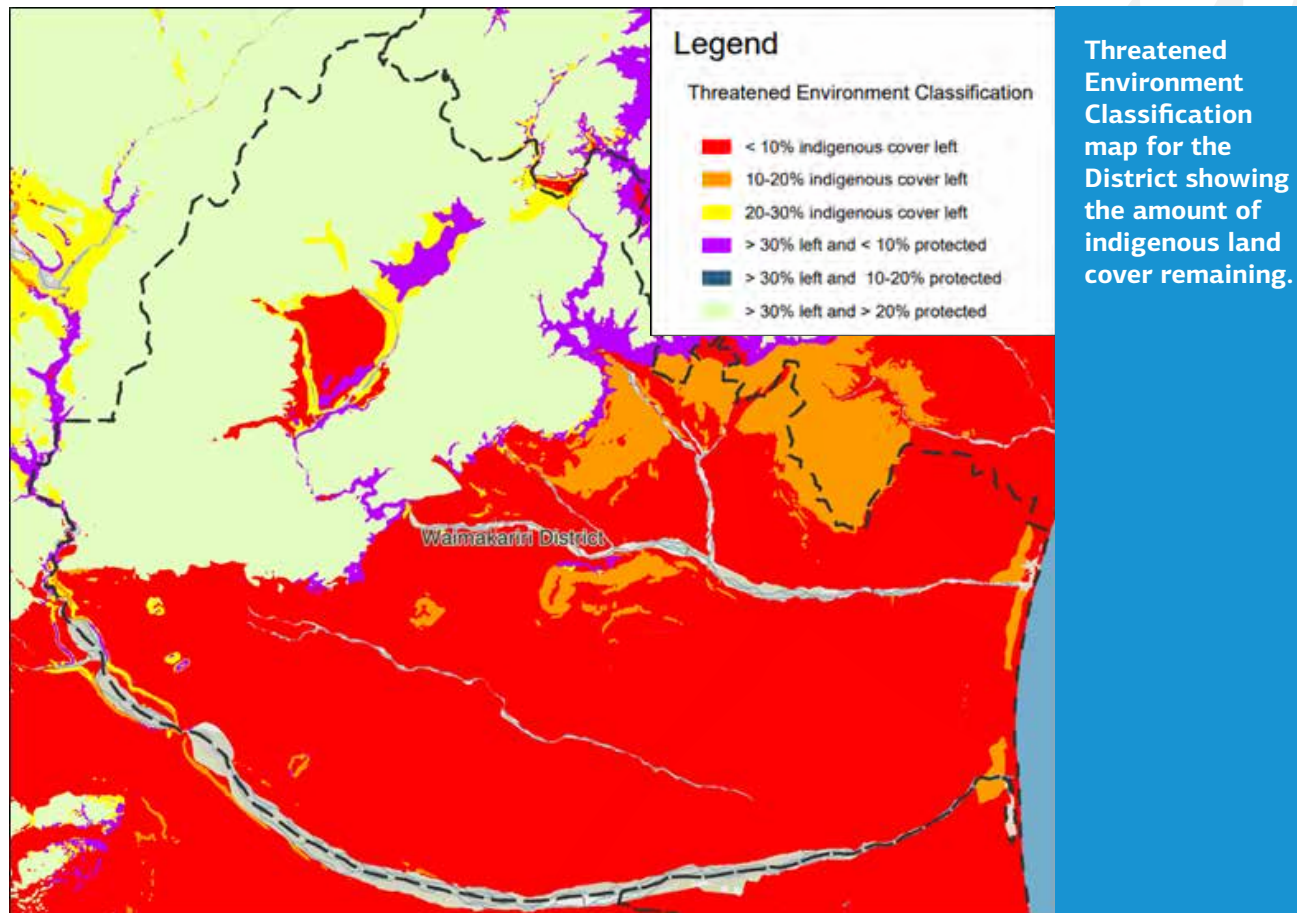 Legend
Threatened Environment Classification
< 10% indigenous cover left
10-20% indigenous cover left
20-30% indigenous cover left
> 30% left and < 10% protected
> 30% left and 10-20% protected
> 30% left and > 20% protected
Waimakariri District
Threatened
Environment
Classification
map for the
District showing
the amount of
indigenous land
cover remaining.